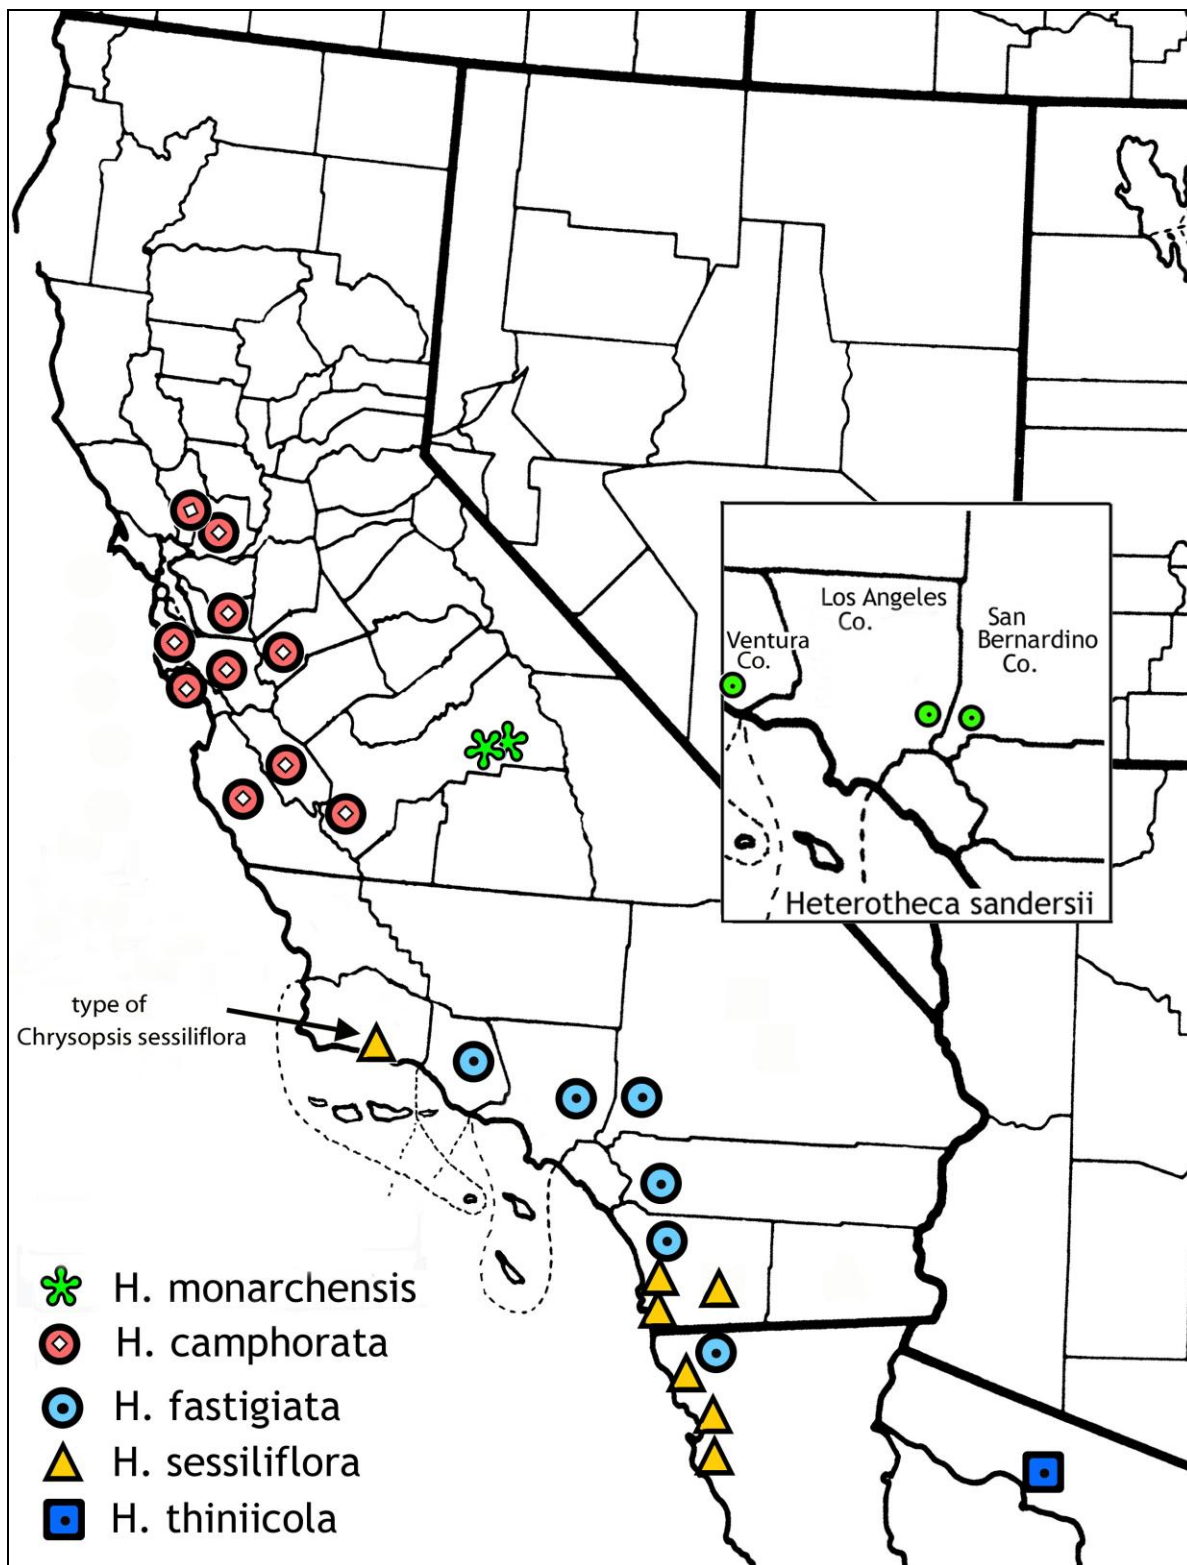 Los Angeles
Co.
San
Bernardino
Co.
Ventura
Co.
Heterotheca sandersii
type of
Chrysopsis sessiliflora
H. monarchensis
H. camphorata
H. fastigiata
H. sessiliflora
H. thiniicola